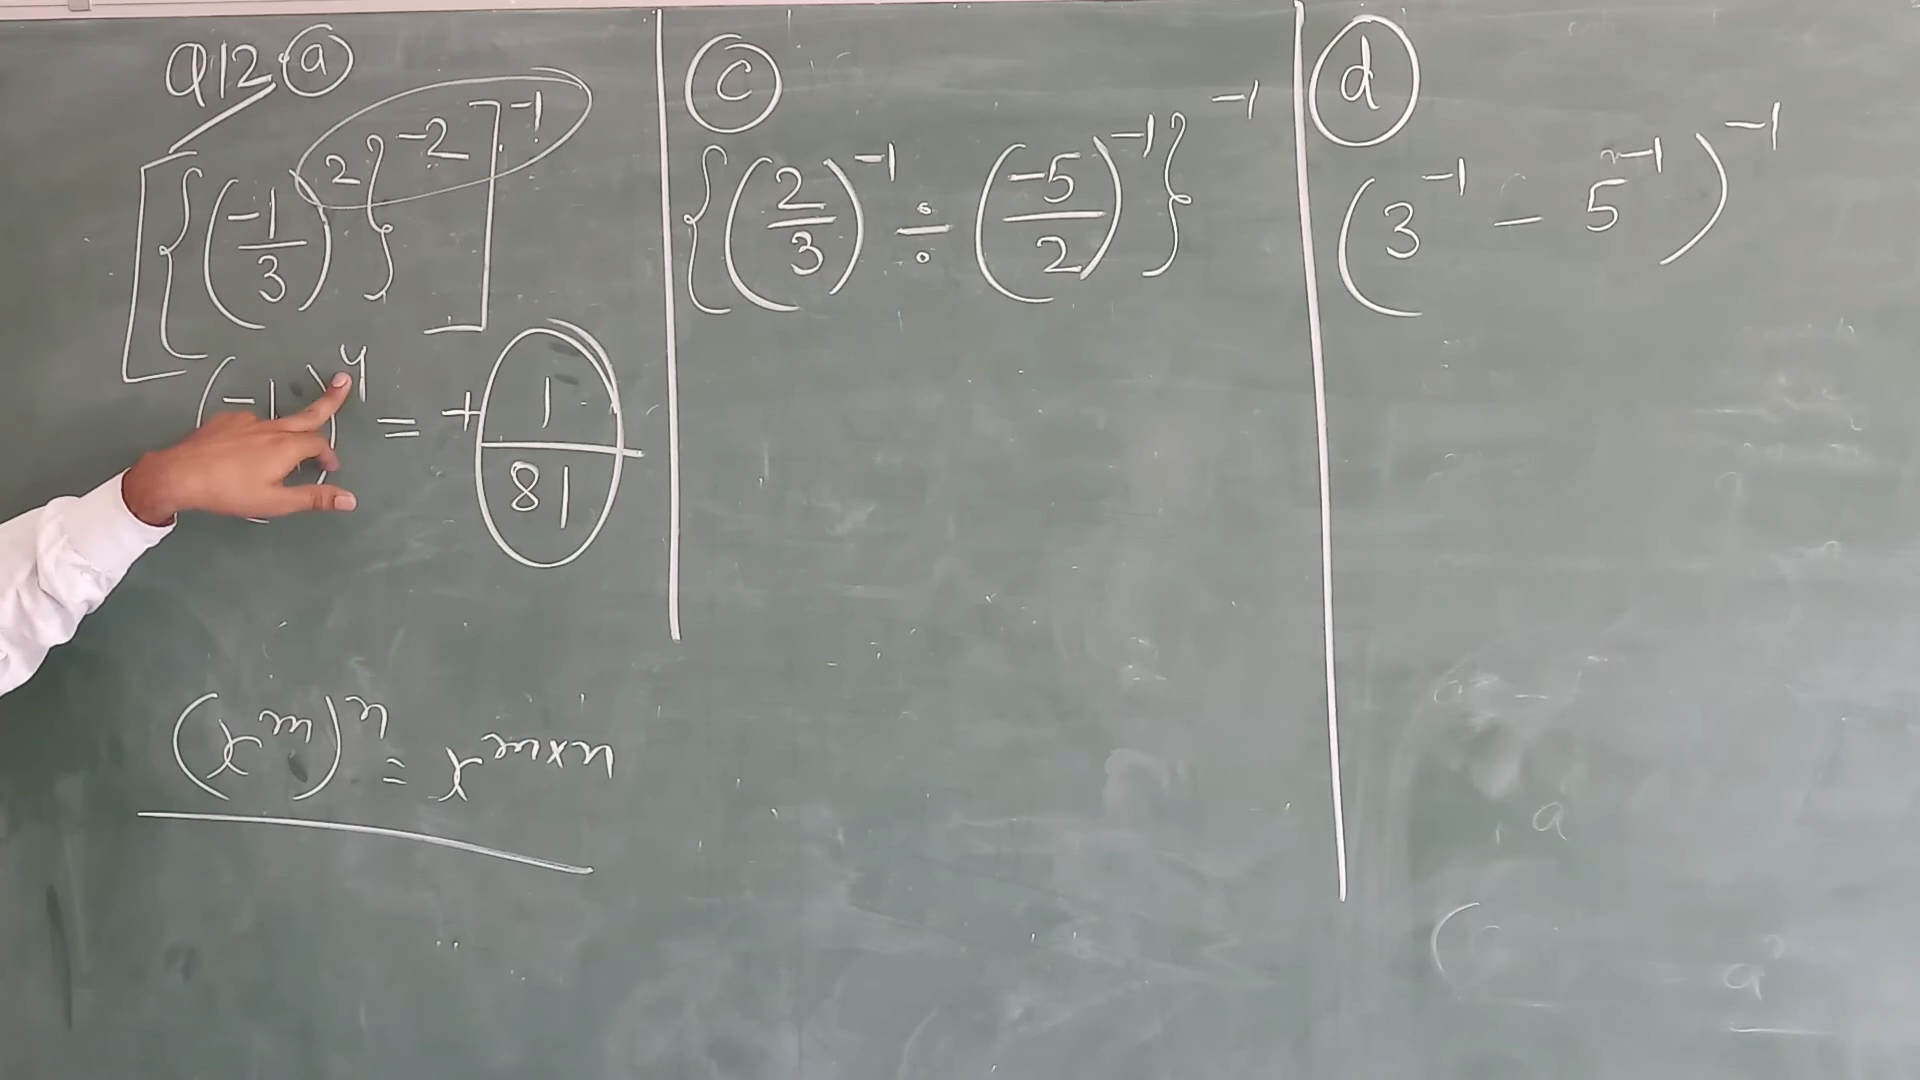 Q12. a
[{(-1/3)²}⁻²]⁻¹
(-1 )⁴ = + 1/81
(x^m)^n = x^(m×n)
c
{(2/3)⁻¹ ÷ (-5/2)⁻¹}⁻¹
d
(3⁻¹ - 5⁻¹)⁻¹